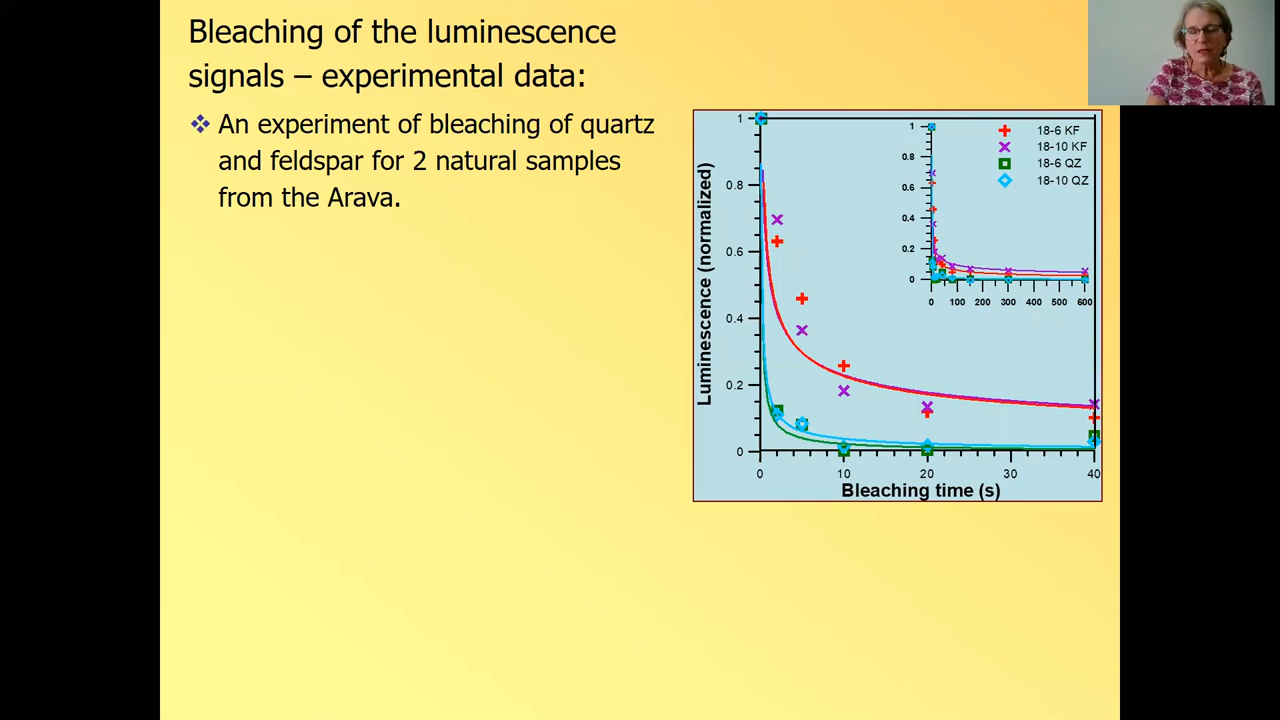 Bleaching of the luminescence
signals – experimental data:
❖ An experiment of bleaching of quartz
and feldspar for 2 natural samples
from the Arava.
Luminescence (normalized)
1
0.8
0.6
0.4
0.2
0
0
10
20
30
40
Bleaching time (s)
1
0.8
0.6
0.4
0.2
0
0
100
200
300
400
500
600
18-6 KF
18-10 KF
18-6 QZ
18-10 QZ